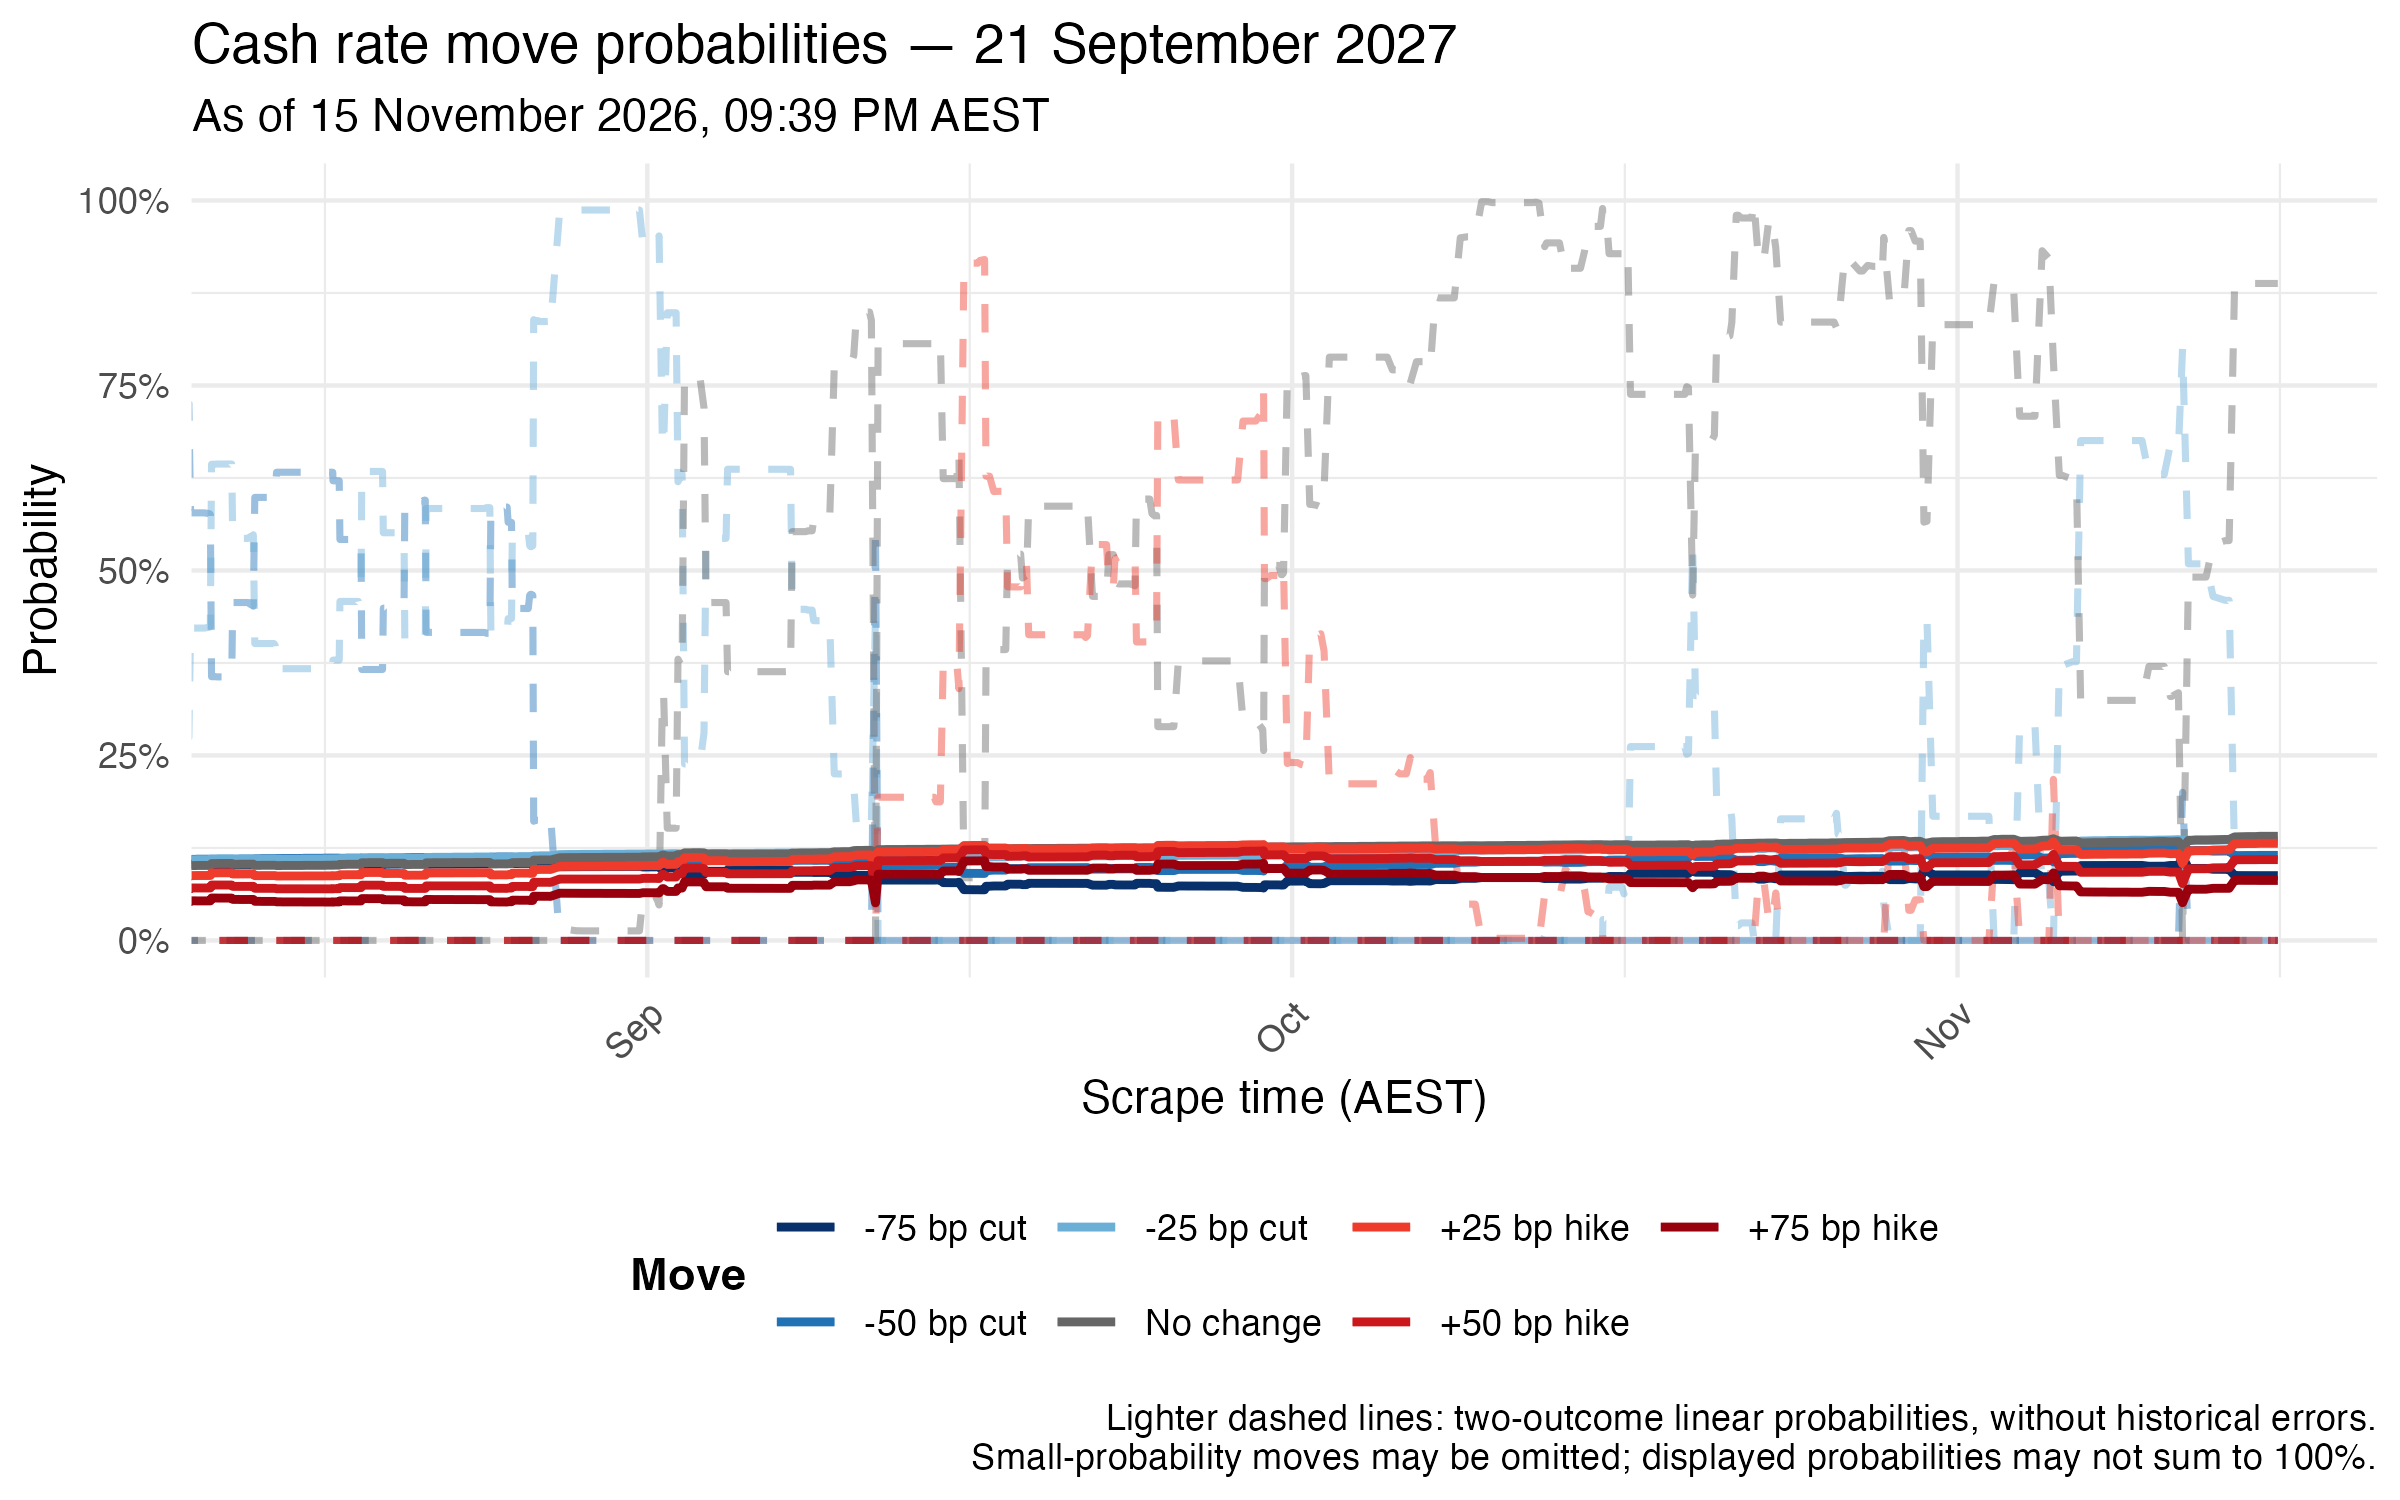 Cash rate move probabilities — 21 September 2027
As of 15 November 2026, 09:39 PM AEST
Probability
100%
75%
50%
25%
0%
Sep
Oct
Nov
Scrape time (AEST)
Move
-75 bp cut
-25 bp cut
+25 bp hike
+75 bp hike
-50 bp cut
No change
+50 bp hike
Lighter dashed lines: two-outcome linear probabilities, without historical errors.
Small-probability moves may be omitted; displayed probabilities may not sum to 100%.